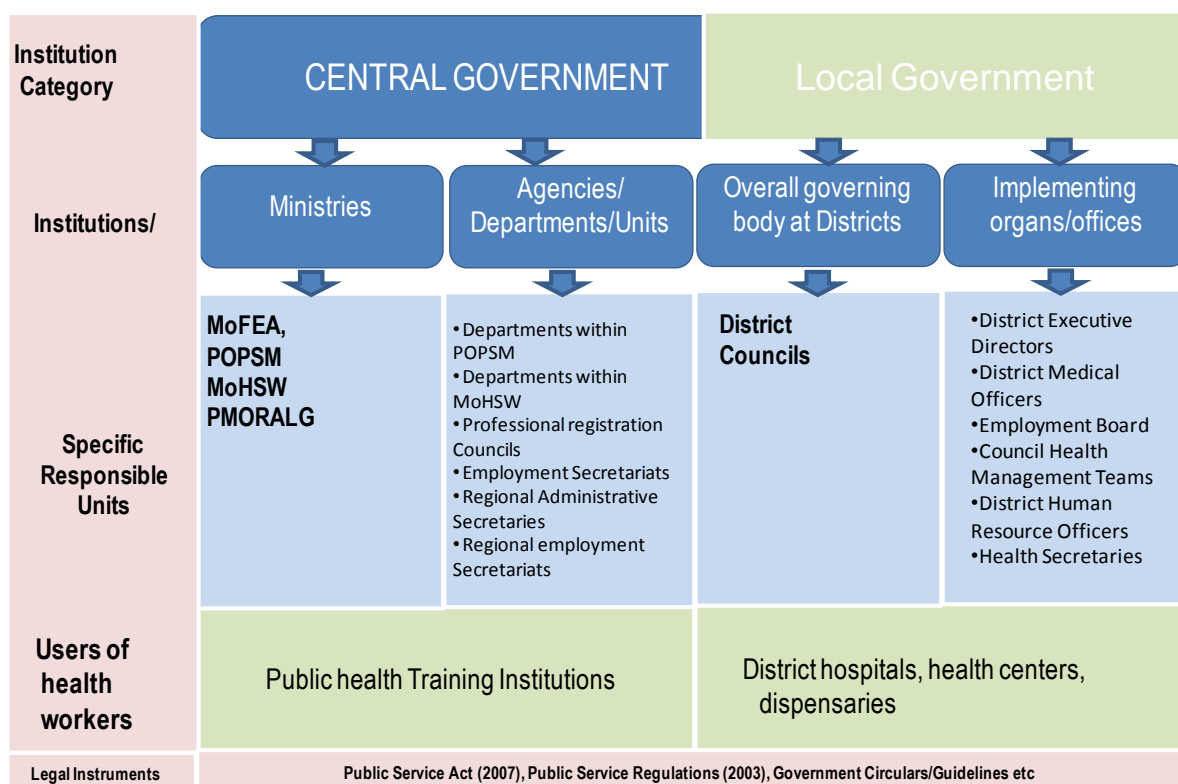 Institution
Category
CENTRAL GOVERNMENT
Local Government
Institutions/
Ministries
Agencies/
Departments/Units
Overall governing
body at Districts
Implementing
organs/offices
Specific
Responsible
Units
MoFEA,
POPSM
MoHSW
PMORALG
•Departments within
POPSM
•Departments within
MoHSW
•Professional registration
Councils
•Employment Secretariats
•Regional Administrative
Secretaries
•Regional employment
Secretariats
District
Councils
•District Executive
Directors
•District Medical
Officers
•Employment Board
•Council Health
Management Teams
•District Human
Resource Officers
•Health Secretaries
Users of
health
workers
Public health Training Institutions
District hospitals, health centers,
dispensaries
Legal Instruments
Public Service Act (2007), Public Service Regulations (2003), Government Circulars/Guidelines etc